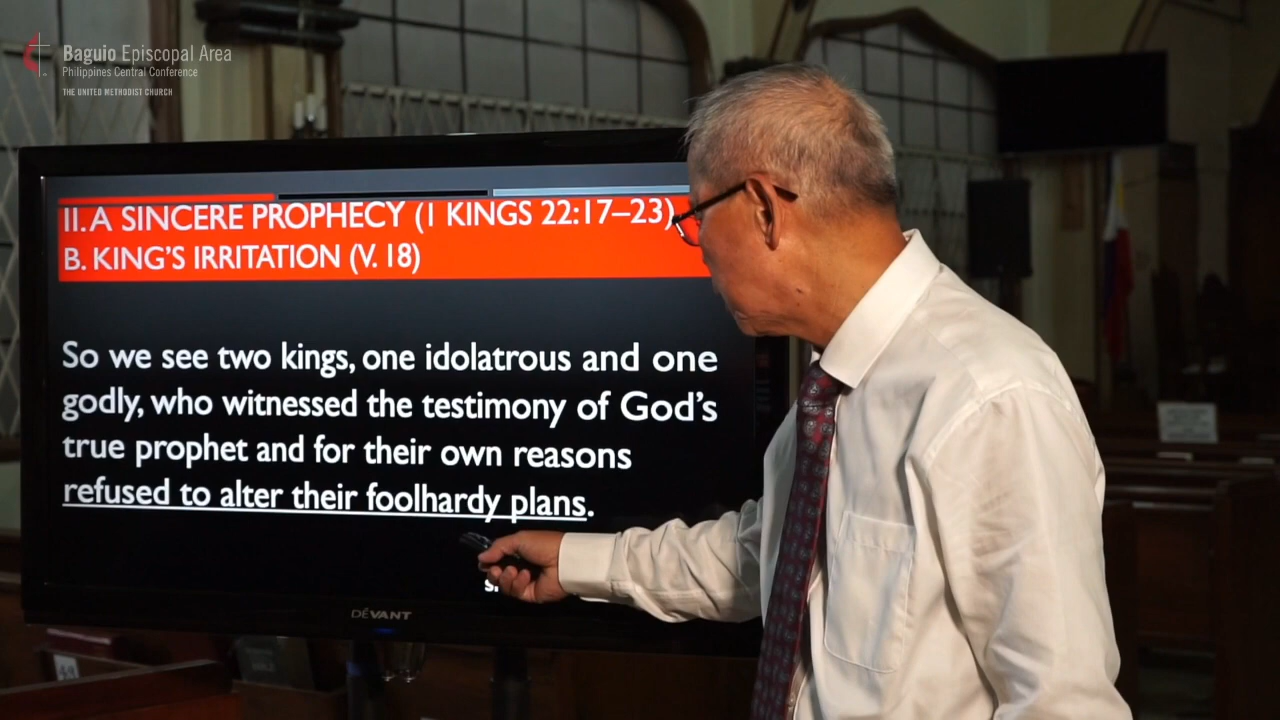 Baguio Episcopal Area
Philippines Central Conference
THE UNITED METHODIST CHURCH
II. A SINCERE PROPHECY (1 KINGS 22:17–23)
B. KING'S IRRITATION (V. 18)
So we see two kings, one idolatrous and one
godly, who witnessed the testimony of God's
true prophet and for their own reasons
refused to alter their foolhardy plans.
DEVANT